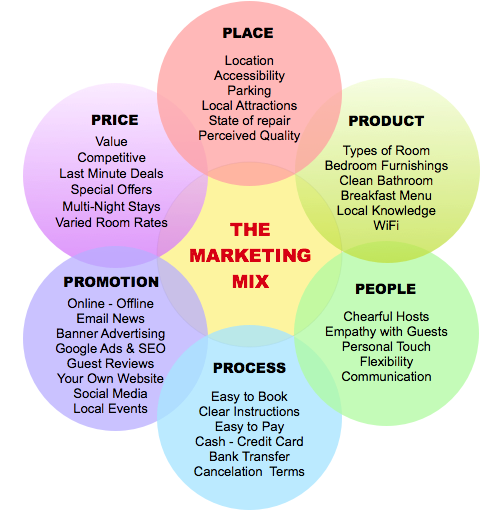 PLACE
Location
Accessibility
Parking
Local Attractions
State of repair
Perceived Quality
PRICE
Value
Competitive
Last Minute Deals
Special Offers
Multi-Night Stays
Varied Room Rates
PRODUCT
Types of Room
Bedroom Furnishings
Clean Bathroom
Breakfast Menu
Local Knowledge
WiFi
THE
MARKETING
MIX
PROMOTION
Online - Offline
Email News
Banner Advertising
Google Ads & SEO
Guest Reviews
Your Own Website
Social Media
Local Events
PEOPLE
Chearful Hosts
Empathy with Guests
Personal Touch
Flexibility
Communication
PROCESS
Easy to Book
Clear Instructions
Easy to Pay
Cash - Credit Card
Bank Transfer
Cancelation Terms